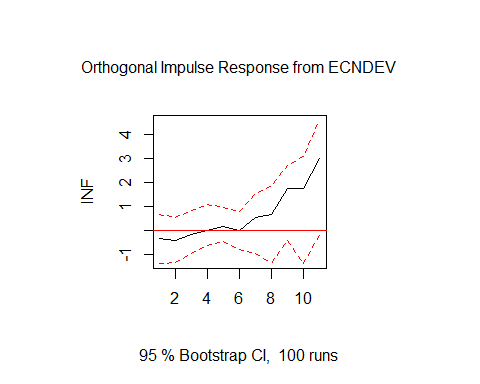 Orthogonal Impulse Response from ECNDEV
INF
4
3
2
1
-1
2 4 6 8 10
95 % Bootstrap CI, 100 runs